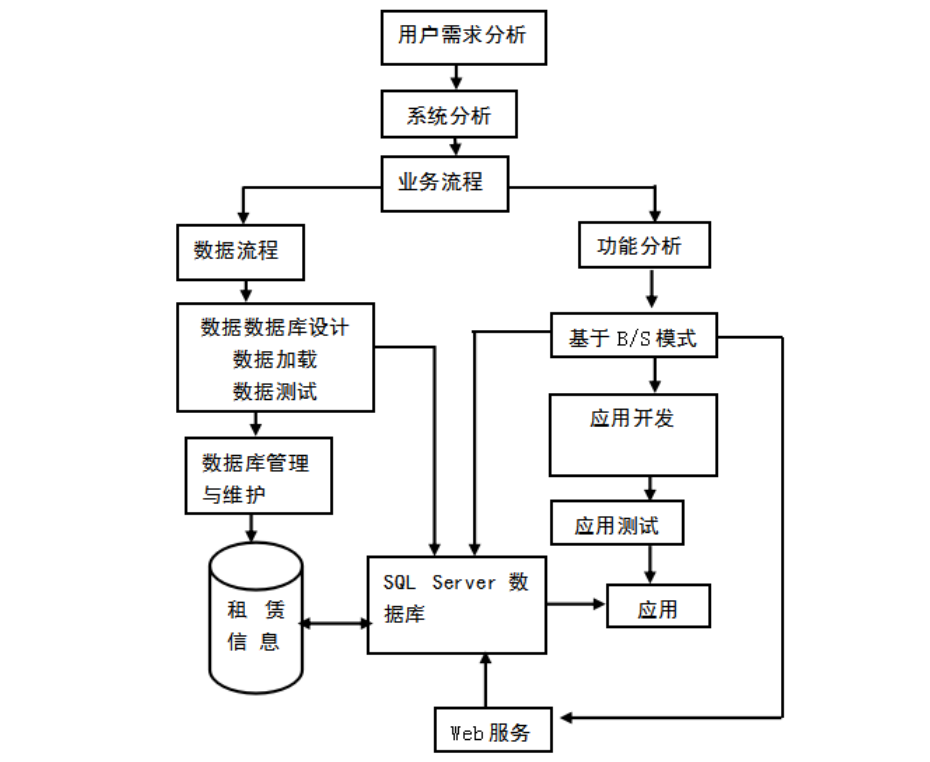 用户需求分析
系统分析
业务流程
数据流程
功能分析
数据数据库设计
数据加载
数据测试
基于 B/S 模式
应用开发
数据库管理
与维护
应用测试
SQL Server 数
据库
租 赁
信 息
应用
Web 服务